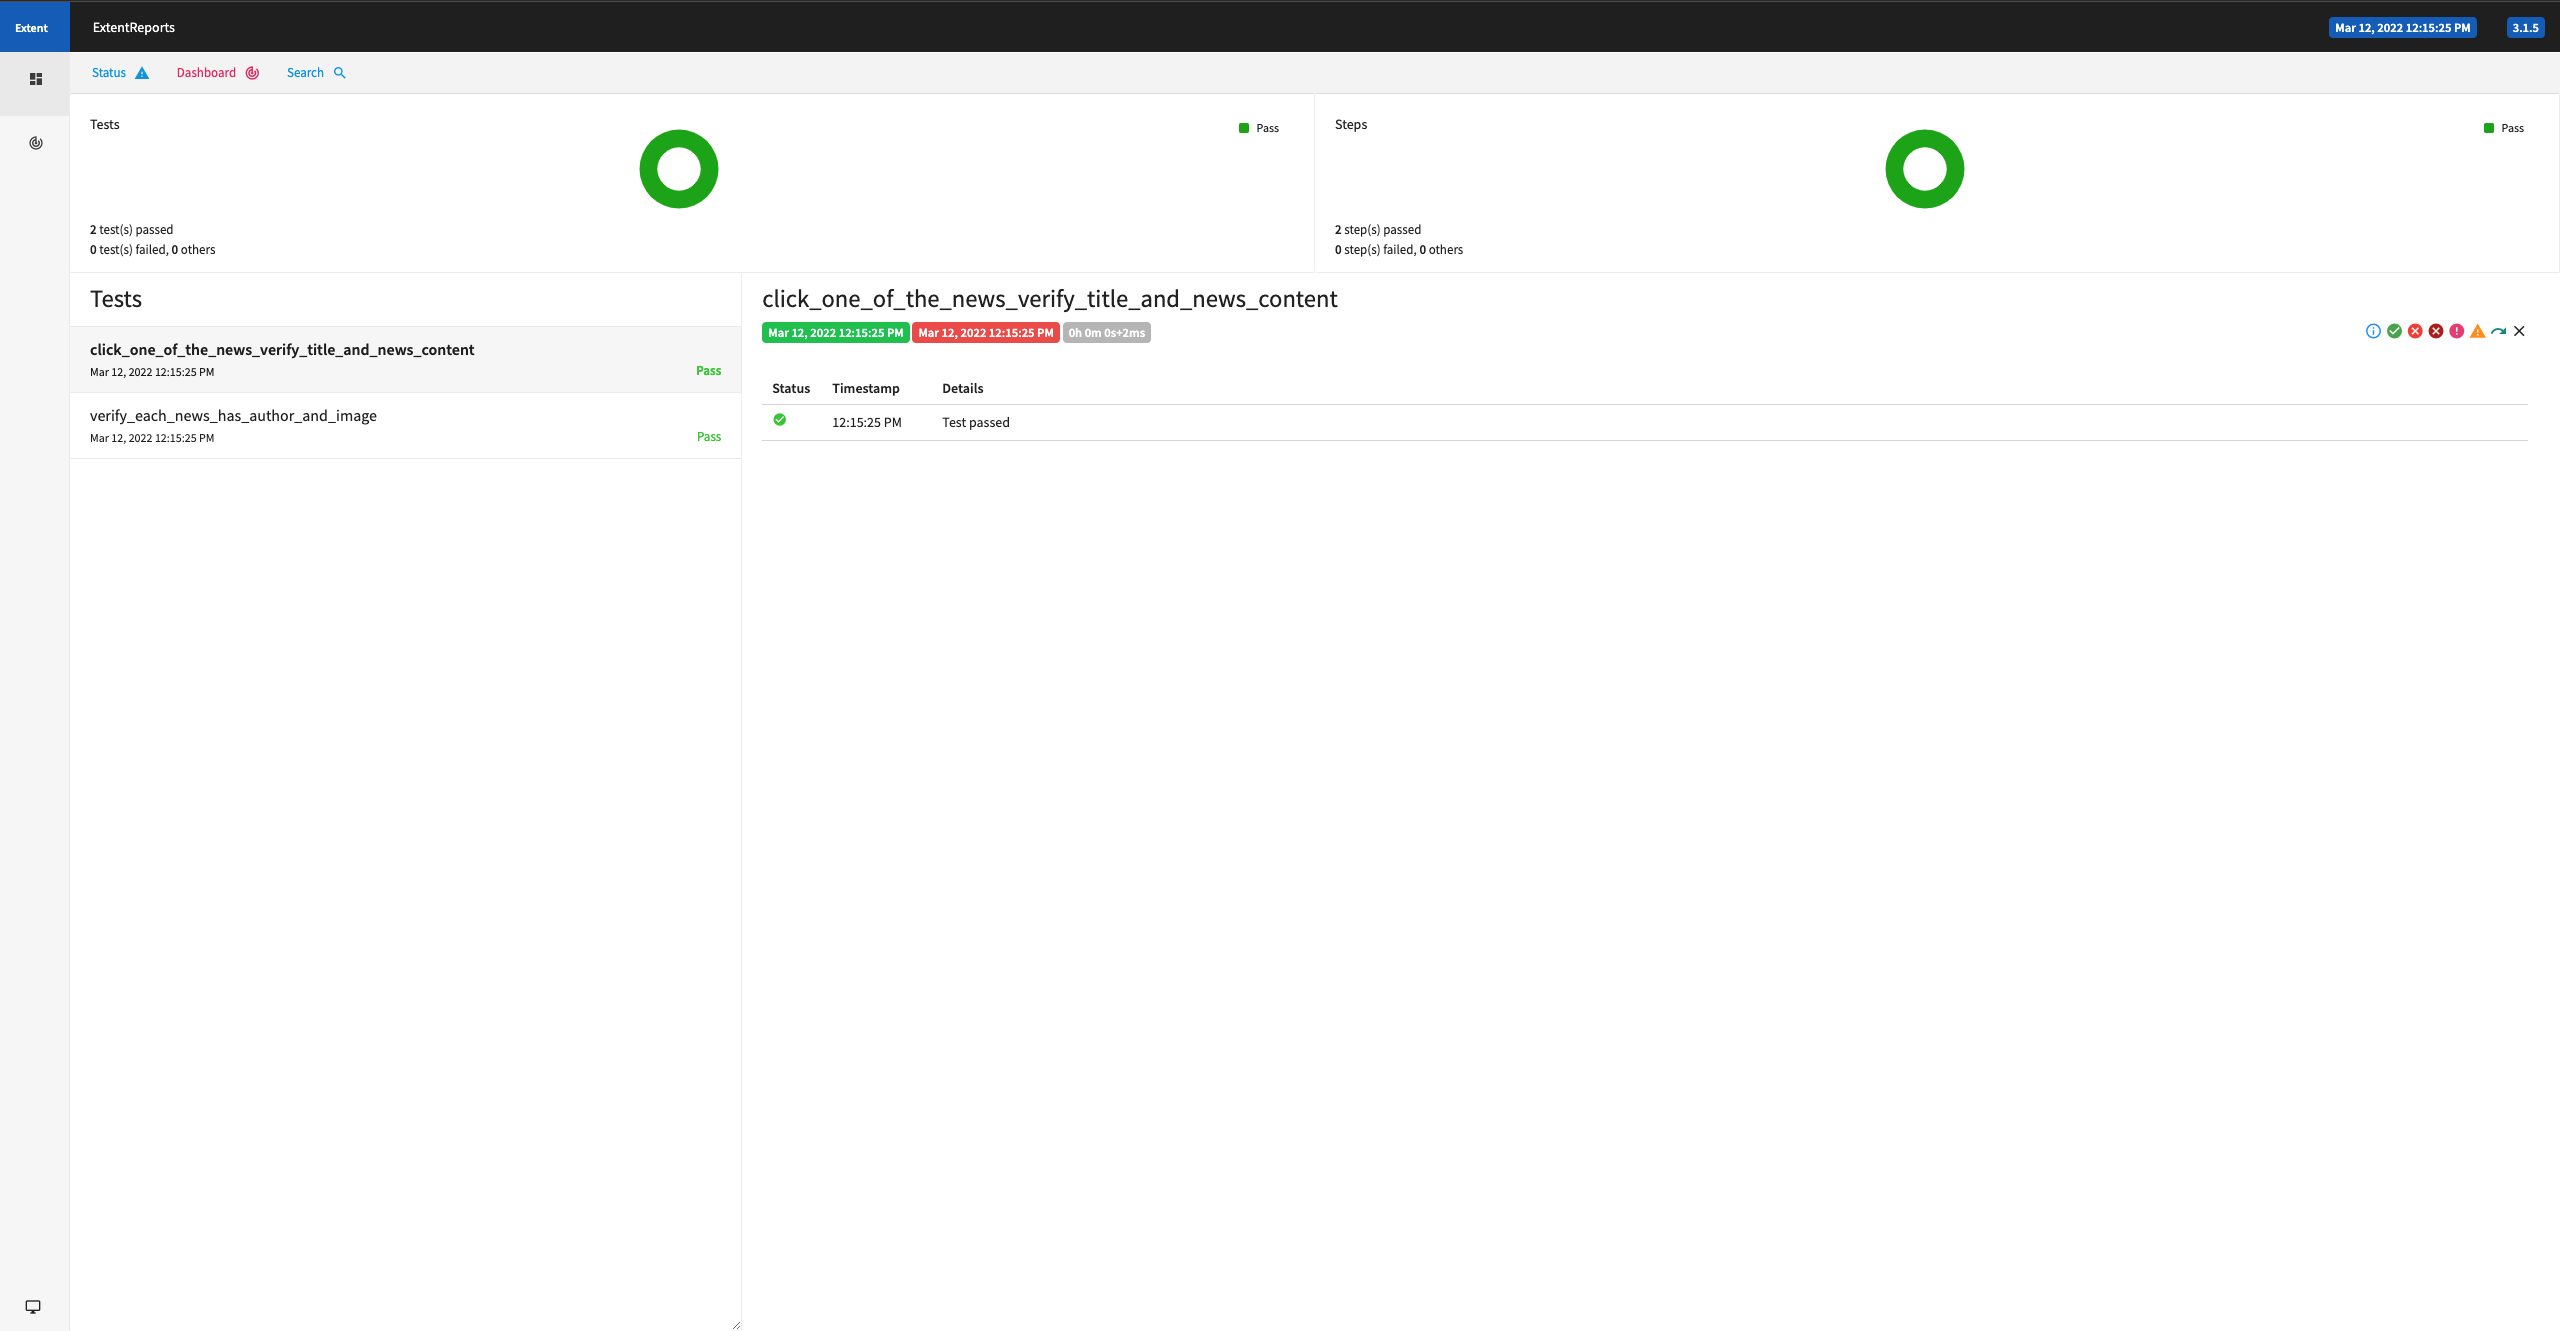 Extent
ExtentReports
Mar 12, 2022 12:15:25 PM
3.1.5
Status
Dashboard
Search
Tests
Pass
2 test(s) passed
0 test(s) failed, 0 others
Steps
Pass
2 step(s) passed
0 step(s) failed, 0 others
Tests
click_one_of_the_news_verify_title_and_news_content
Mar 12, 2022 12:15:25 PM
Pass
verify_each_news_has_author_and_image
Mar 12, 2022 12:15:25 PM
Pass
click_one_of_the_news_verify_title_and_news_content
Mar 12, 2022 12:15:25 PM Mar 12, 2022 12:15:25 PM 0h 0m 0s+2ms
Status Timestamp Details
12:15:25 PM Test passed